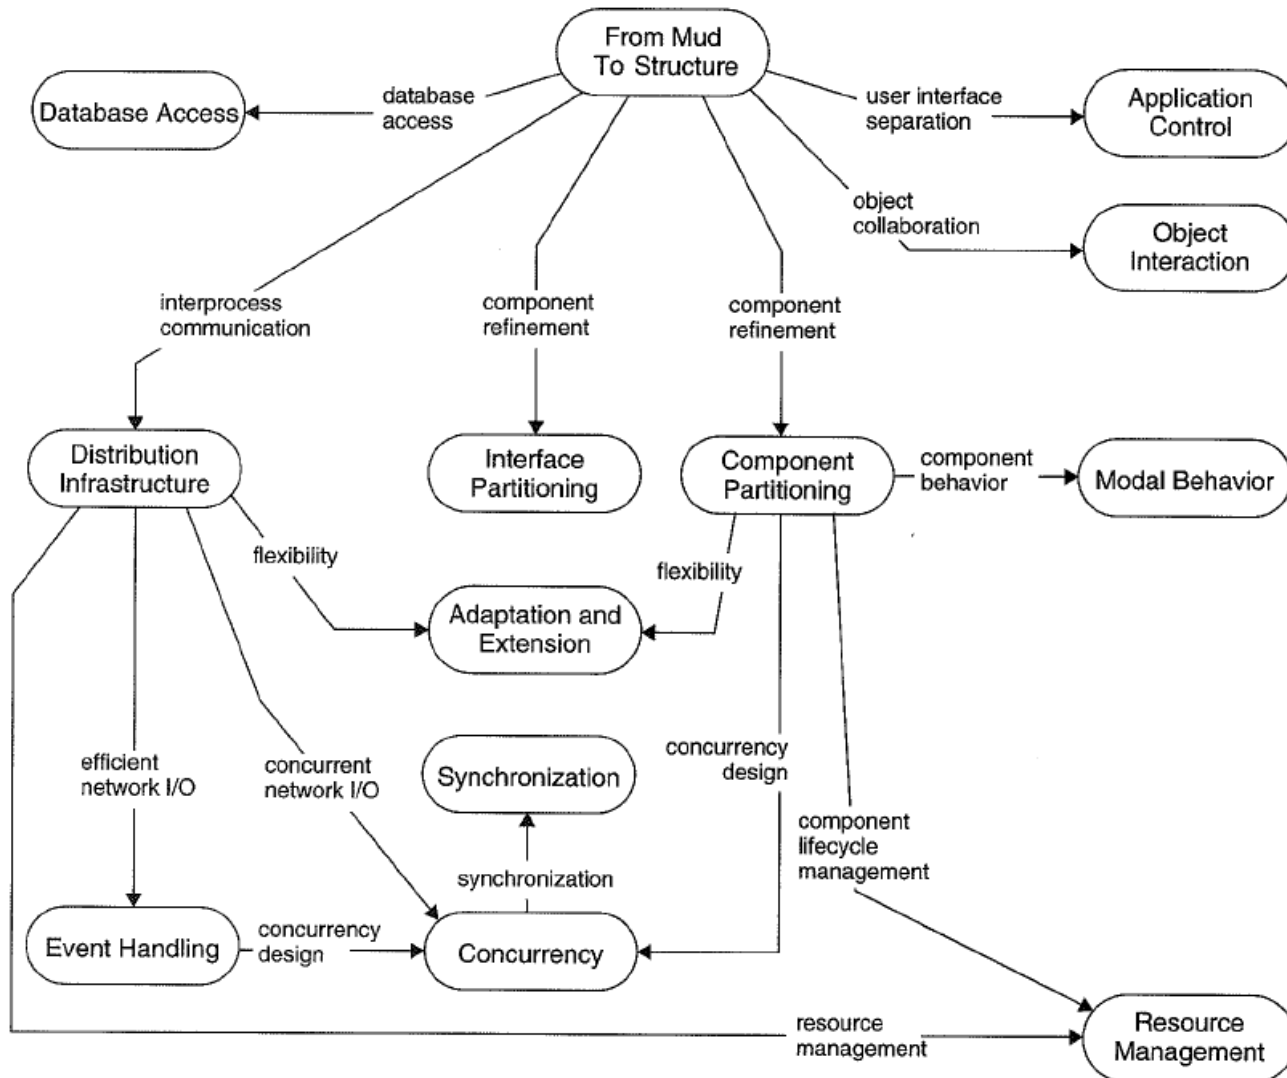 From Mud
To Structure
Database Access
database
access
user interface
separation
Application
Control
object
collaboration
Object
Interaction
interprocess
communication
component
refinement
component
refinement
Distribution
Infrastructure
Interface
Partitioning
Component
Partitioning
component
behavior
Modal Behavior
flexibility
flexibility
Adaptation and
Extension
efficient
network I/O
concurrent
network I/O
Synchronization
concurrency
design
component
lifecycle
management
synchronization
Event Handling
concurrency
design
Concurrency
resource
management
Resource
Management